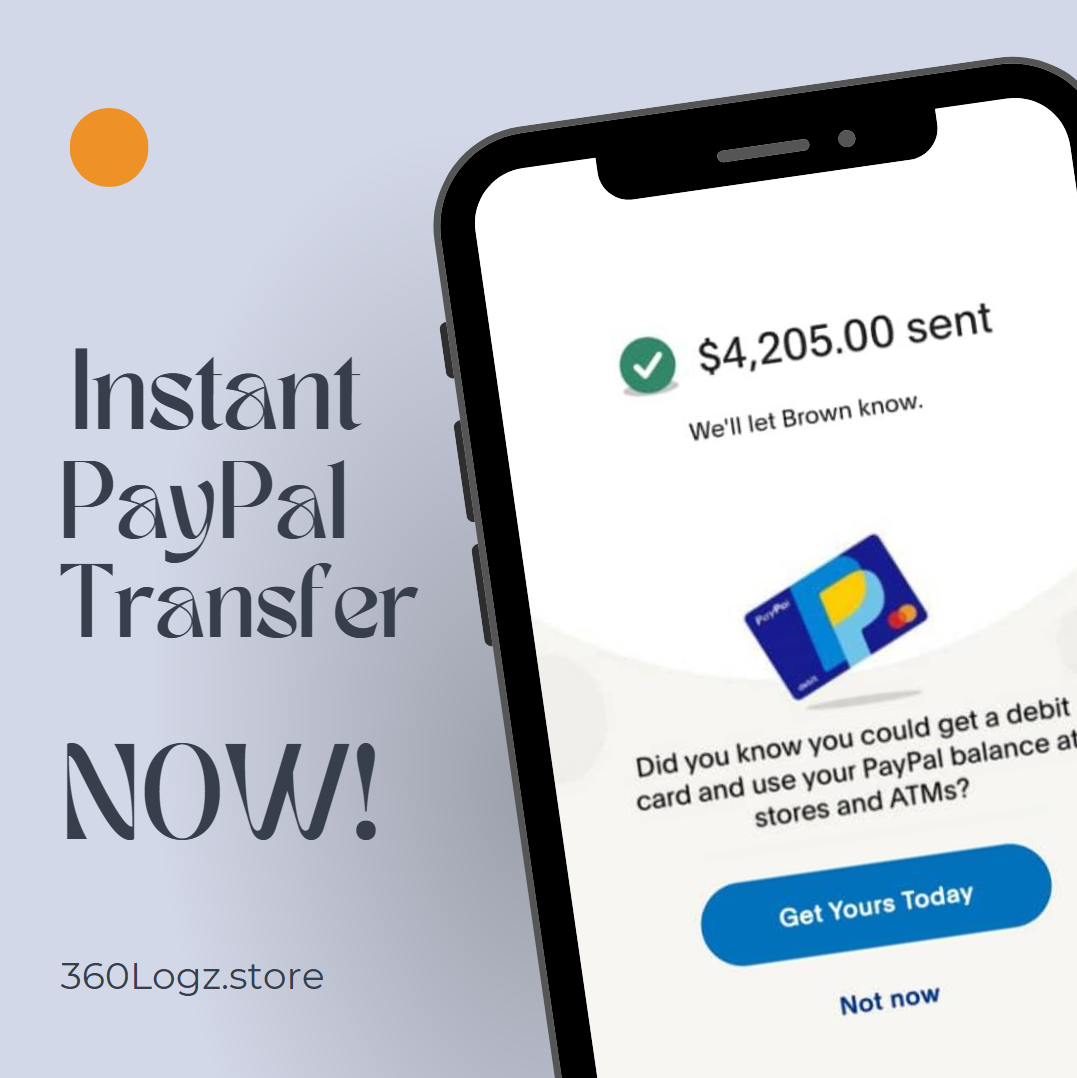 Instant
PayPal
Transfer
NOW!
360Logz.store
$4,205.00 sent
We'll let Brown know.
PayPal
debit
Did you know you could get a debit
card and use your PayPal balance at
stores and ATMs?
Get Yours Today
Not now